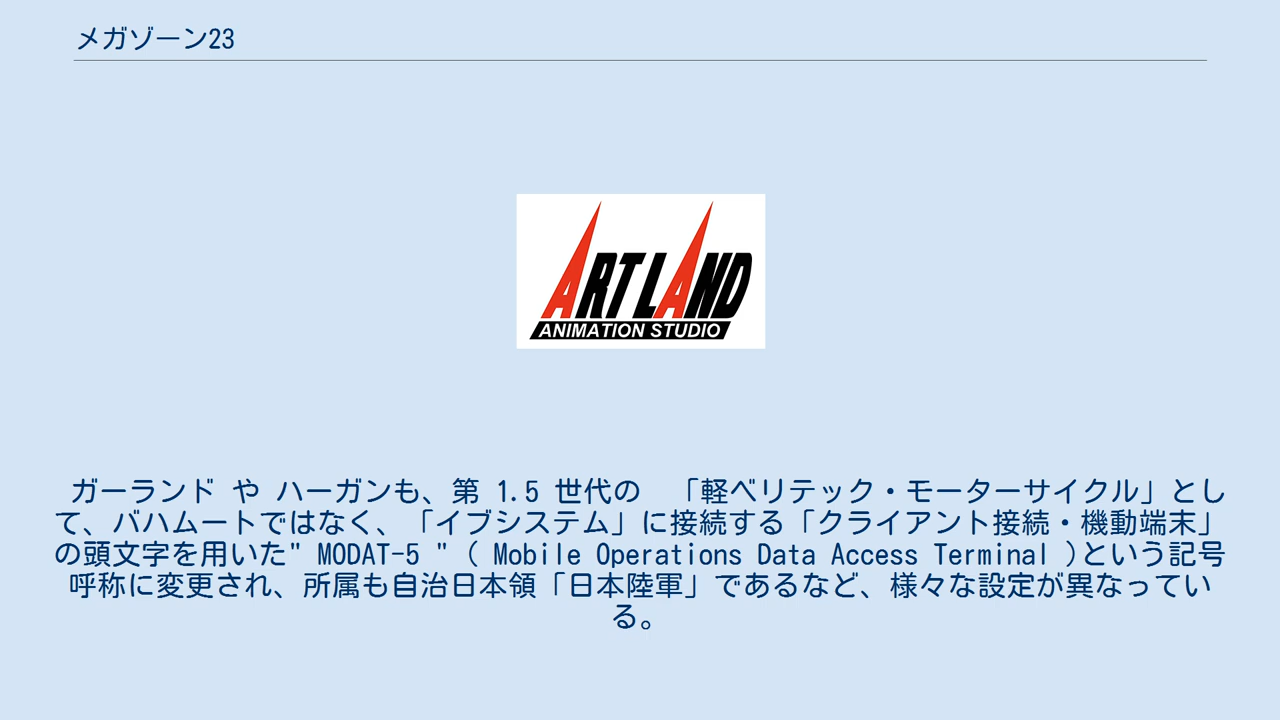 メガゾーン23
ARTLAND
ANIMATION STUDIO
ガーランド や ハーガンも、第 1.5 世代の　「軽ベリテック・モーターサイクル」とし
て、バハムートではなく、「イブシステム」に接続する「クライアント接続・機動端末」
の頭文字を用いた" MODAT-5 " ( Mobile Operations Data Access Terminal )という記号
呼称に変更され、所属も自治日本領「日本陸軍」であるなど、様々な設定が異なってい
る。